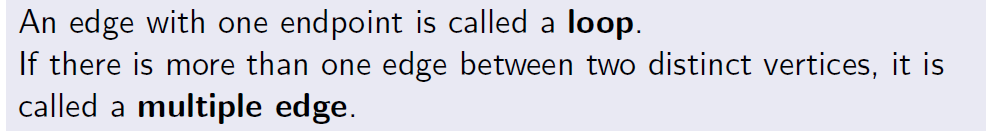 An edge with one endpoint is called a loop.
If there is more than one edge between two distinct vertices, it is
called a multiple edge.